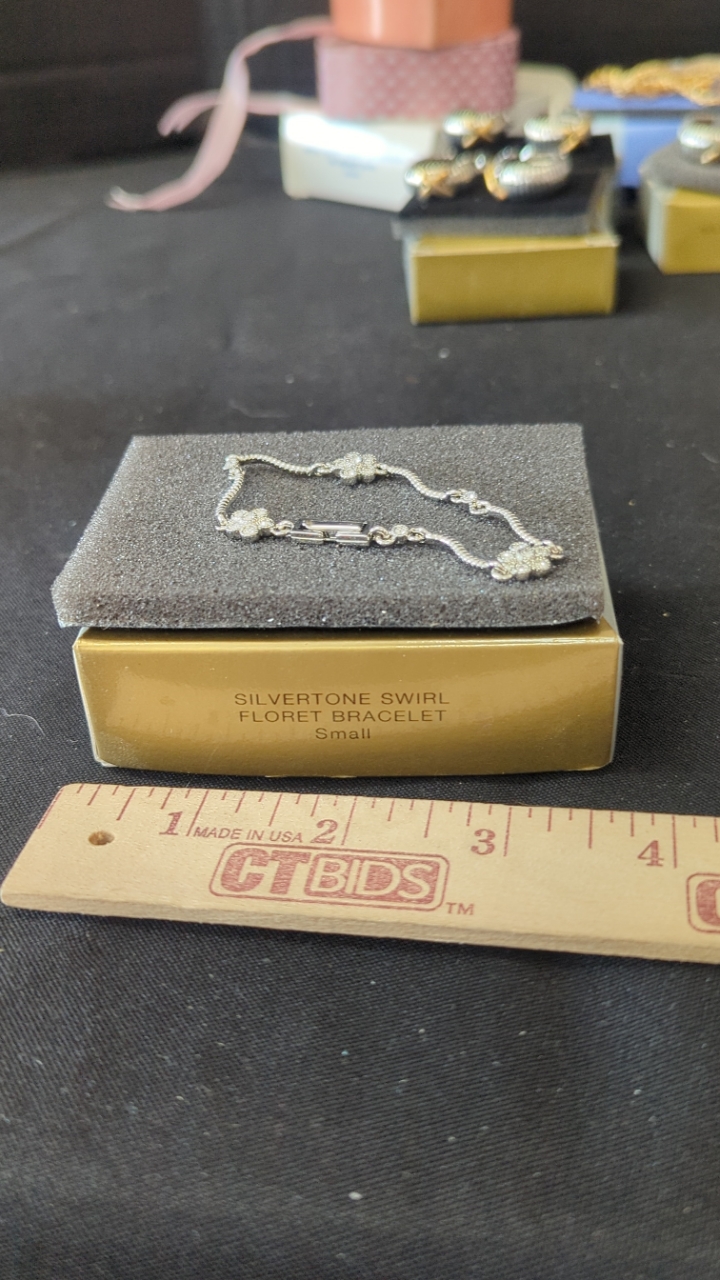 SILVERTONE SWIRL
FLORET BRACELET
Small
1 MADE IN USA 2 3 4
CTBIDS TM